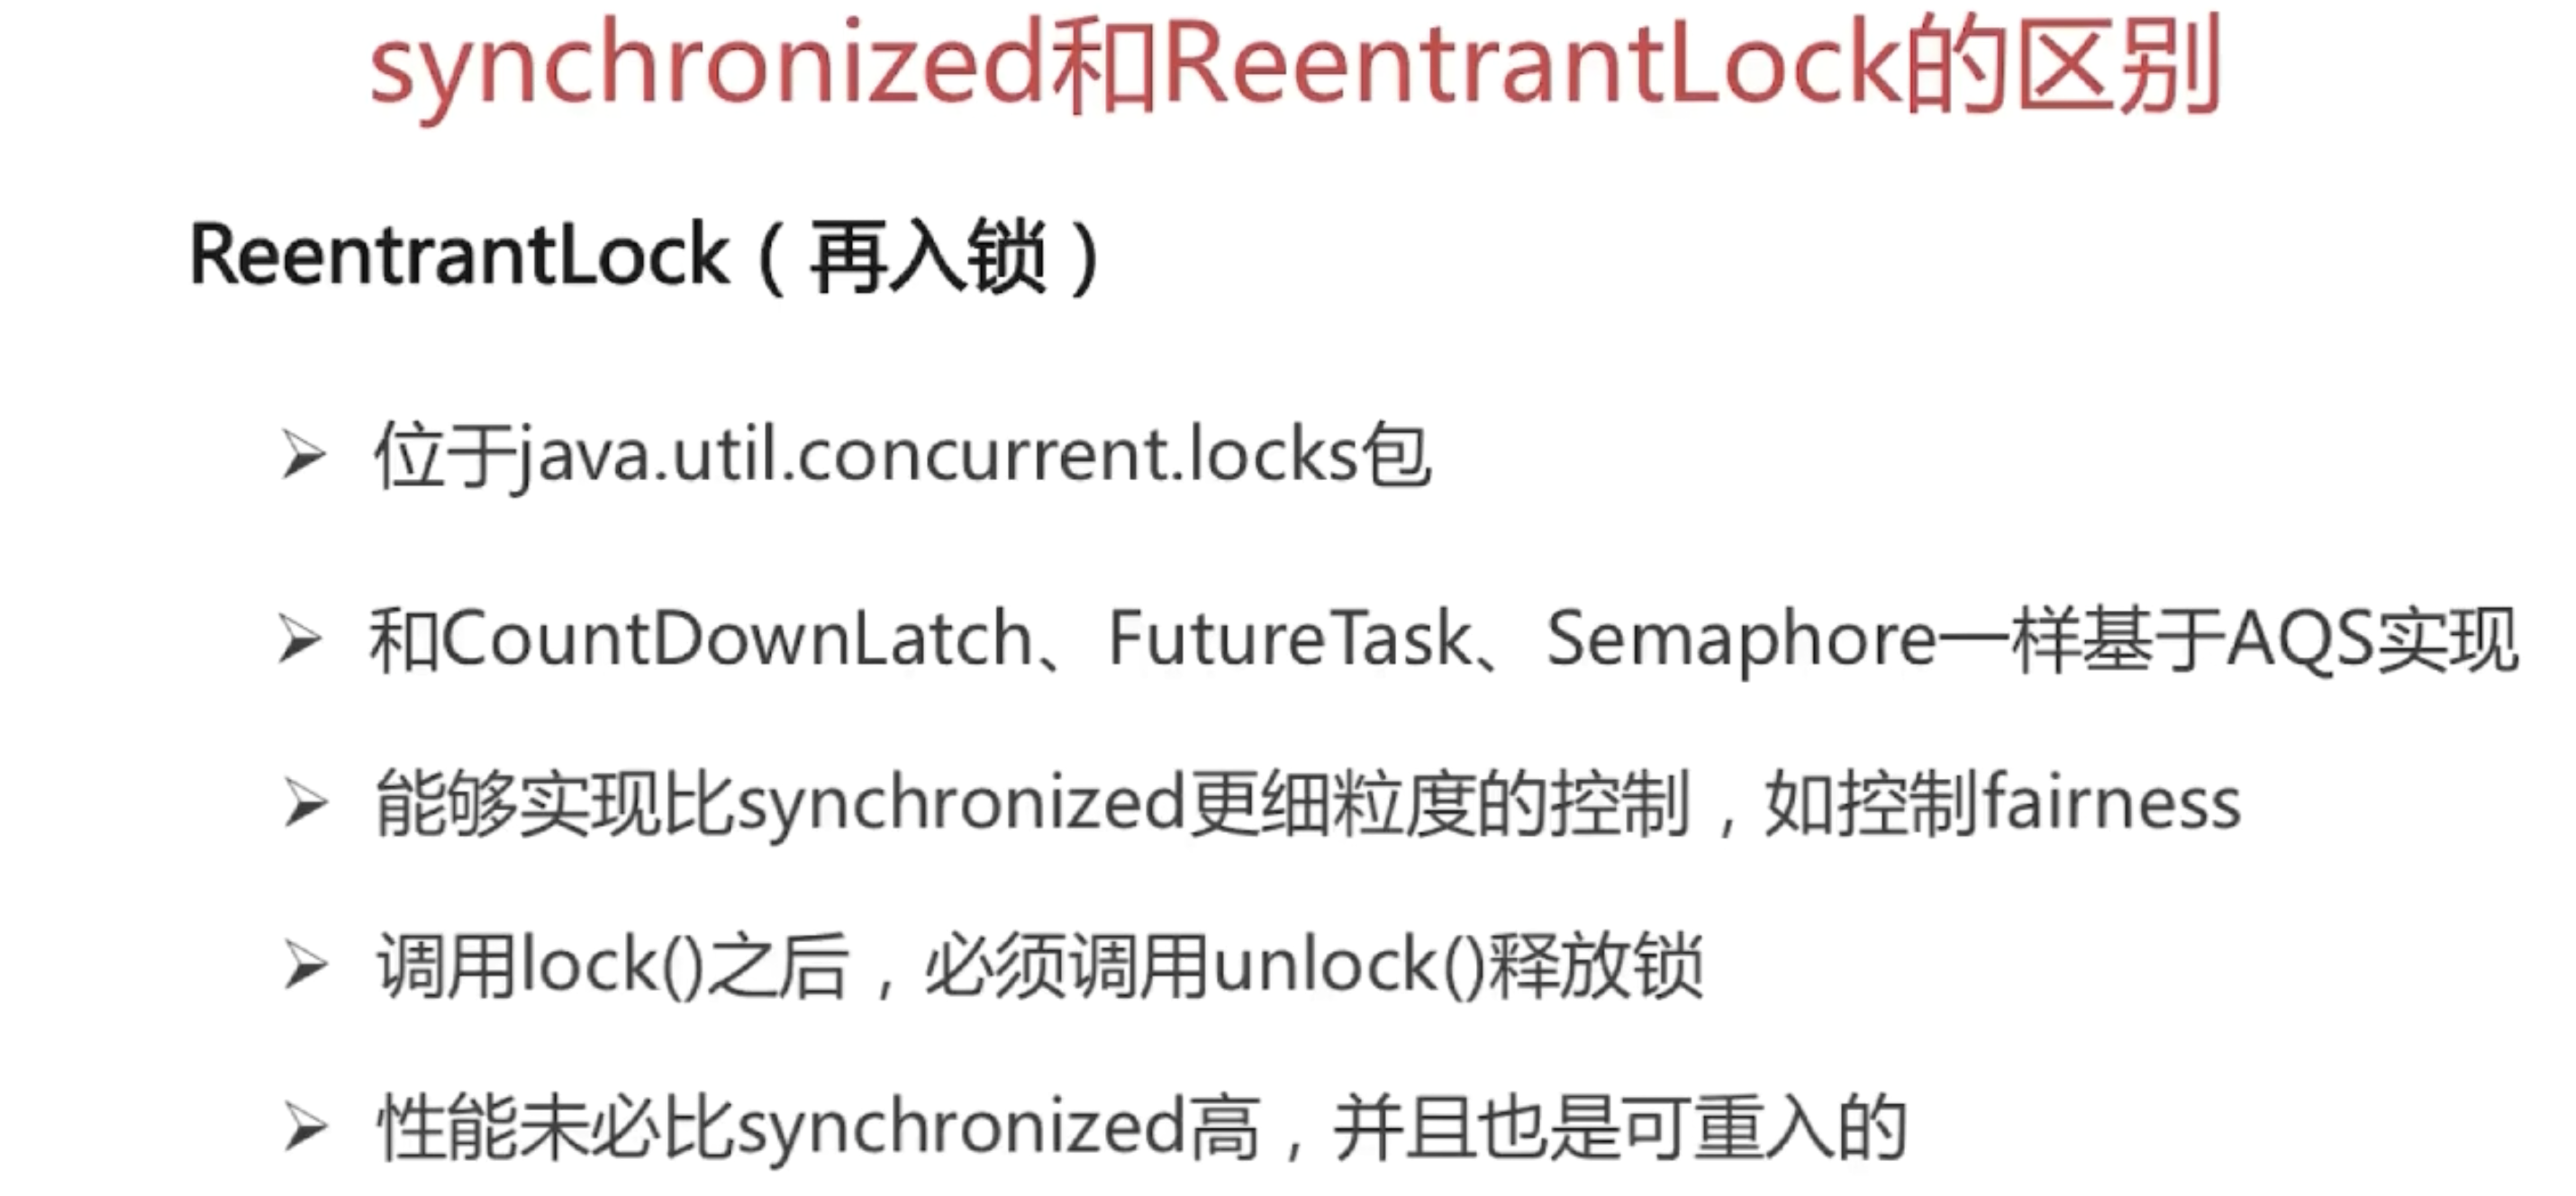 synchronized和ReentrantLock的区别
ReentrantLock（再入锁）
➢ 位于java.util.concurrent.locks包
➢ 和CountDownLatch、FutureTask、Semaphore一样基于AQS实现
➢ 能够实现比synchronized更细粒度的控制，如控制fairness
➢ 调用lock()之后，必须调用unlock()释放锁
➢ 性能未必比synchronized高，并且也是可重入的